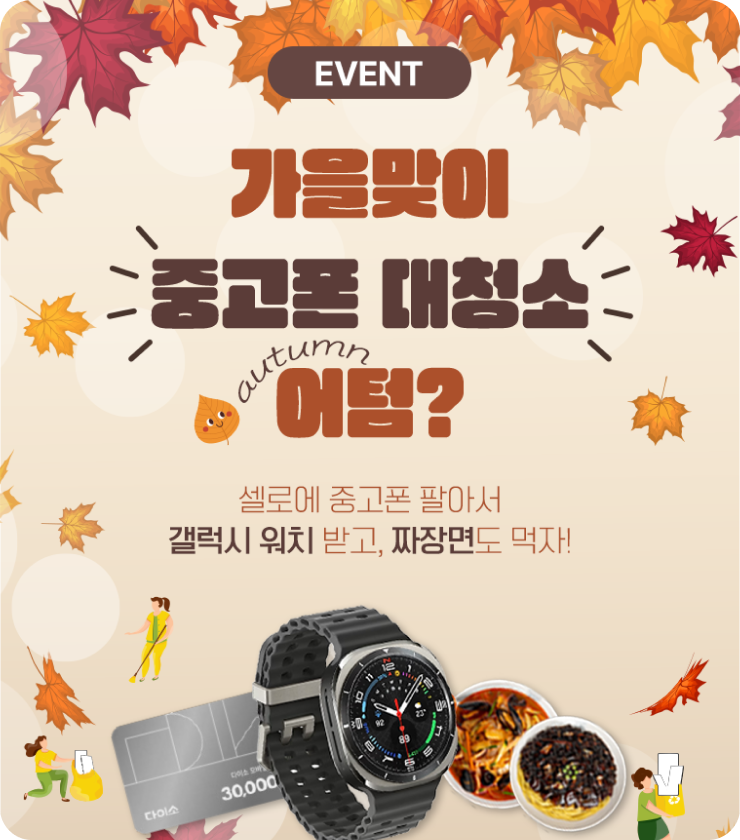 EVENT
가을맞이
중고폰 대청소
autumn
어텀?
셀로에 중고폰 팔아서
갤럭시 워치 받고, 짜장면도 먹자!
다이소
30,000